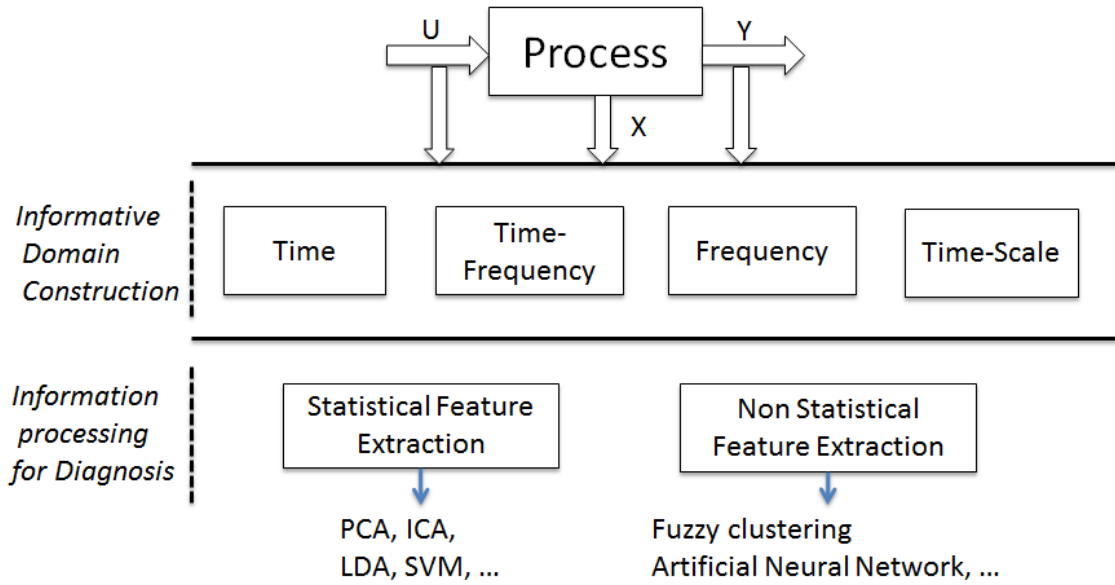 U
Process
Y
X
Informative
Domain
Construction
Time
Time-
Frequency
Frequency
Time-Scale
Information
processing
for Diagnosis
Statistical Feature
Extraction
Non Statistical
Feature Extraction
PCA, ICA,
LDA, SVM, ...
Fuzzy clustering
Artificial Neural Network, ...